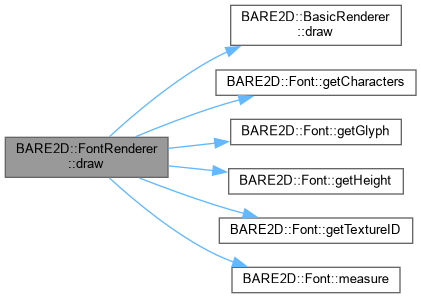 BARE2D::FontRenderer
::draw
BARE2D::BasicRenderer
::draw
BARE2D::Font::getCharacters
BARE2D::Font::getGlyph
BARE2D::Font::getHeight
BARE2D::Font::getTextureID
BARE2D::Font::measure